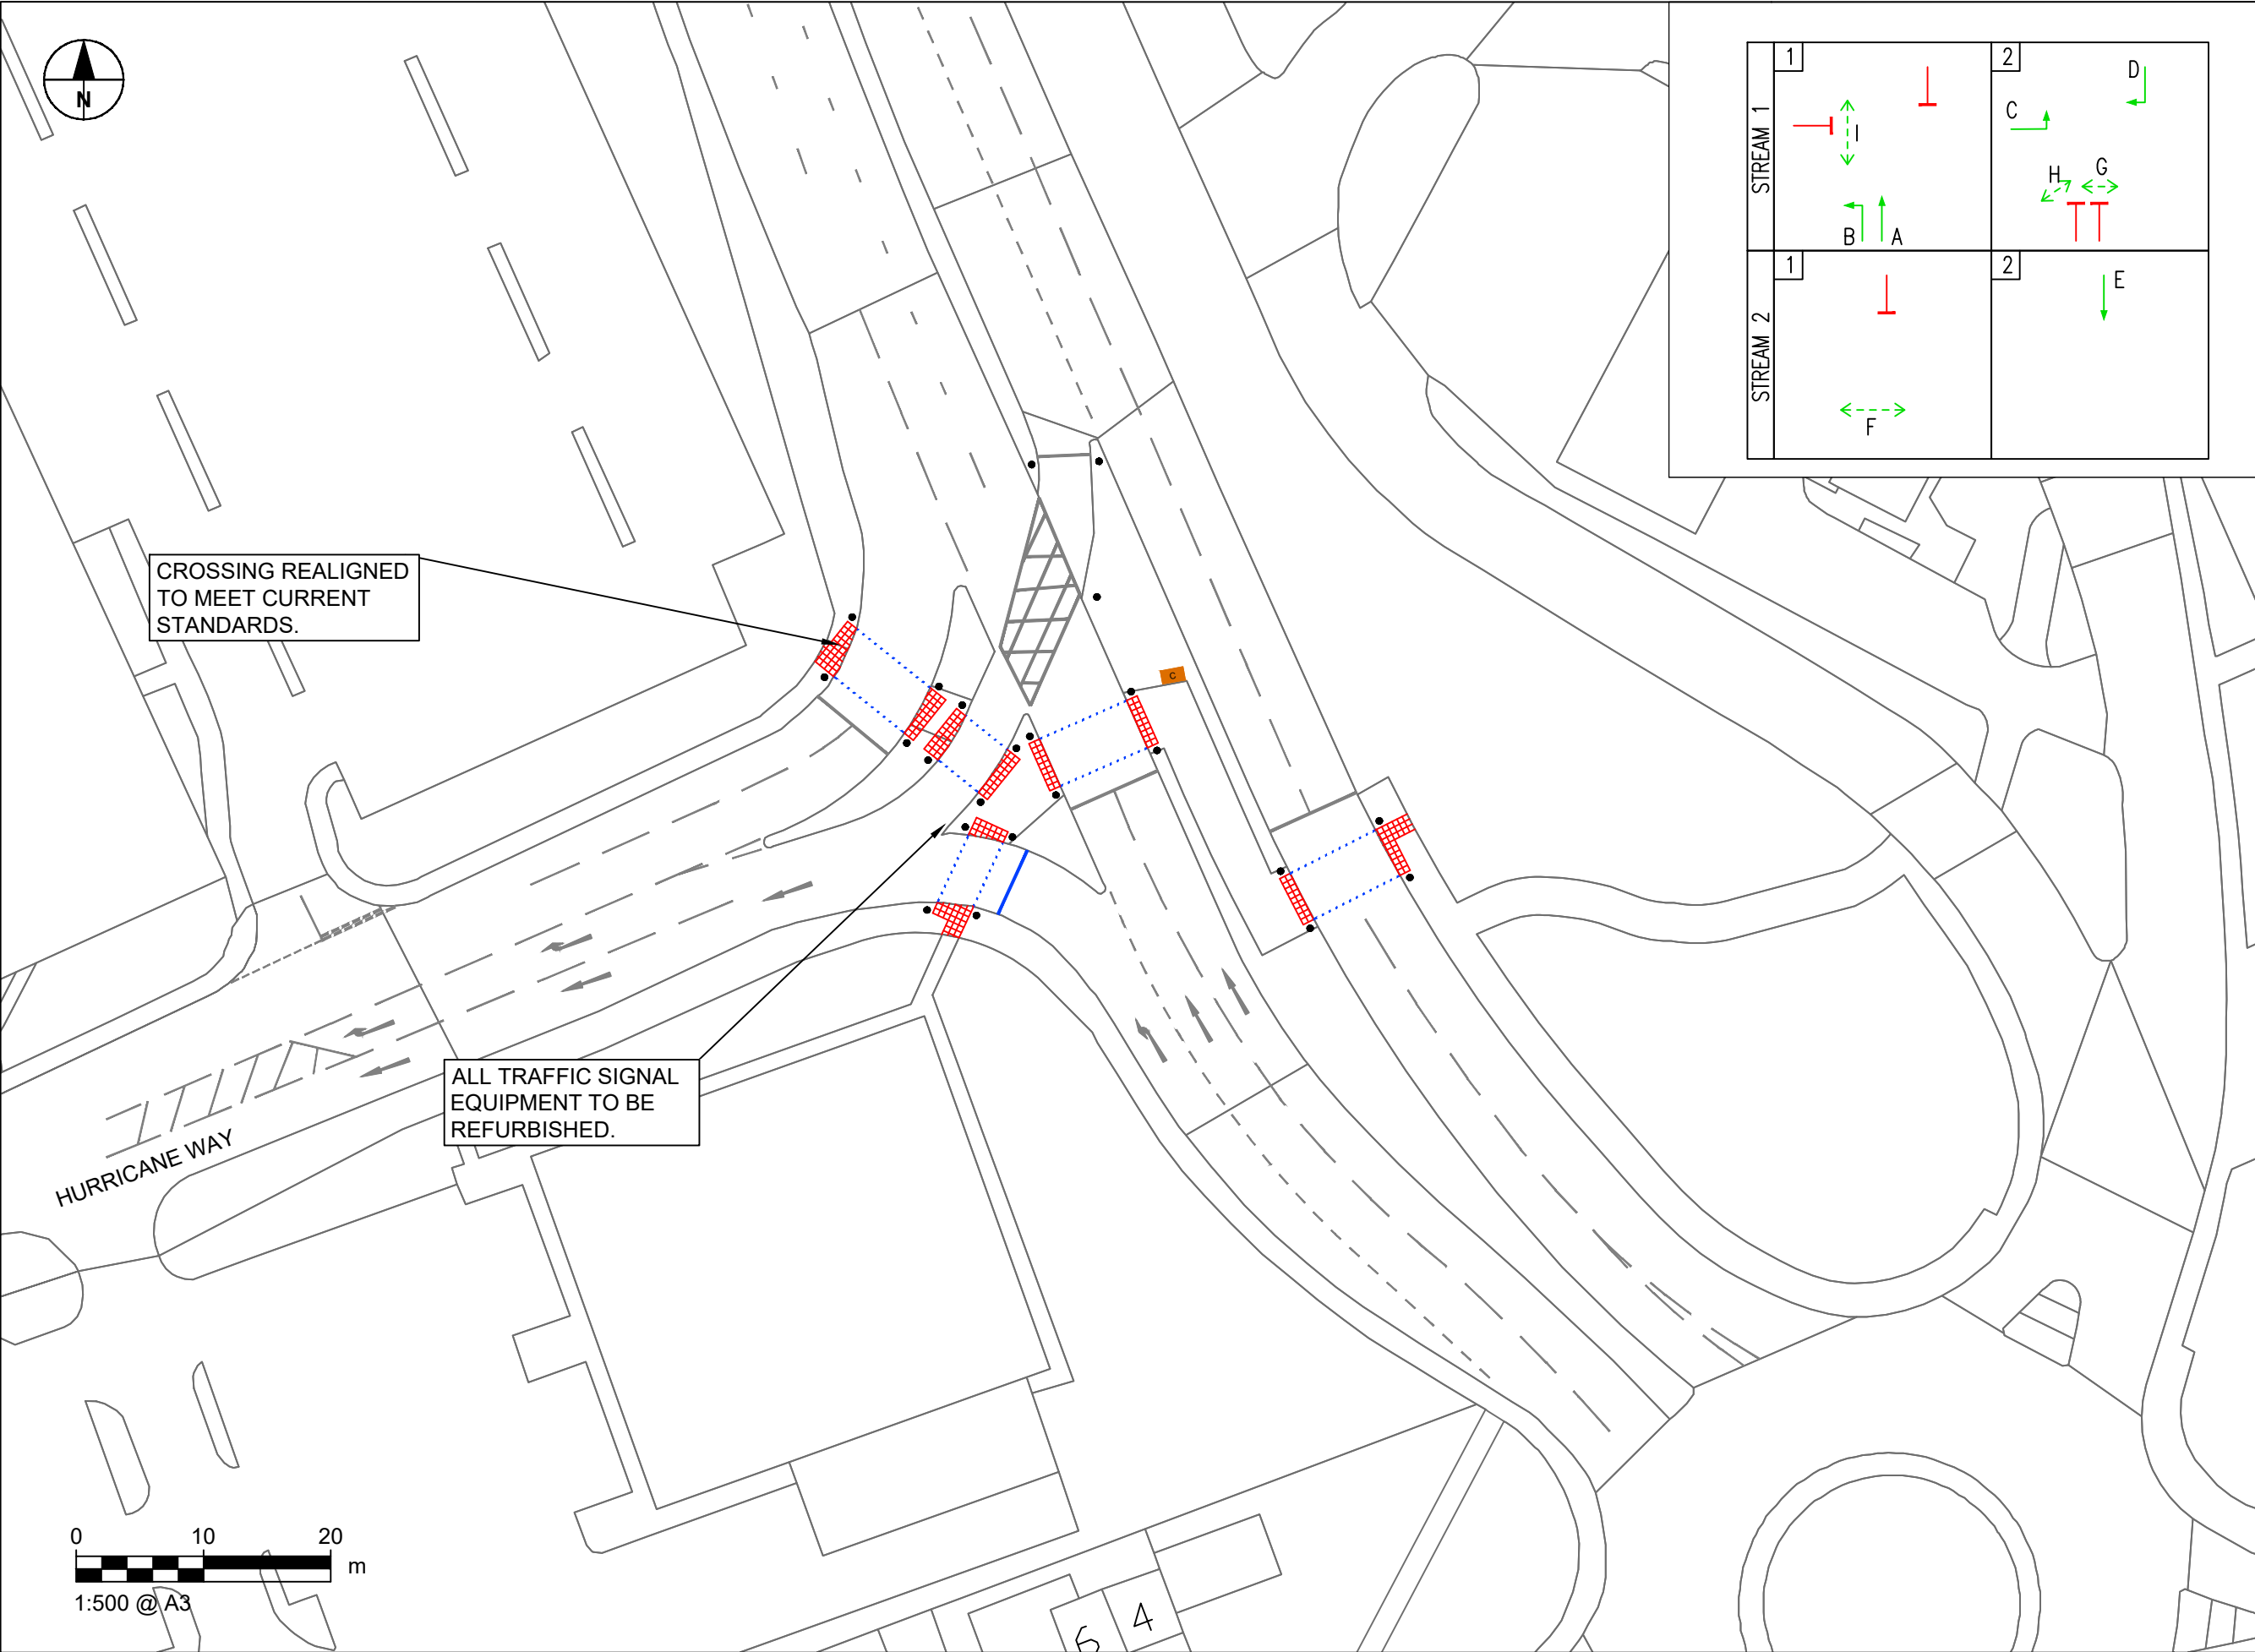 N
STREAM 1
1
I
B
A
2
D
C
H
G
STREAM 2
1
F
2
E
CROSSING REALIGNED
TO MEET CURRENT
STANDARDS.
C
ALL TRAFFIC SIGNAL
EQUIPMENT TO BE
REFURBISHED.
HURRICANE WAY
0 10 20
m
1:500 @ A3
6
4